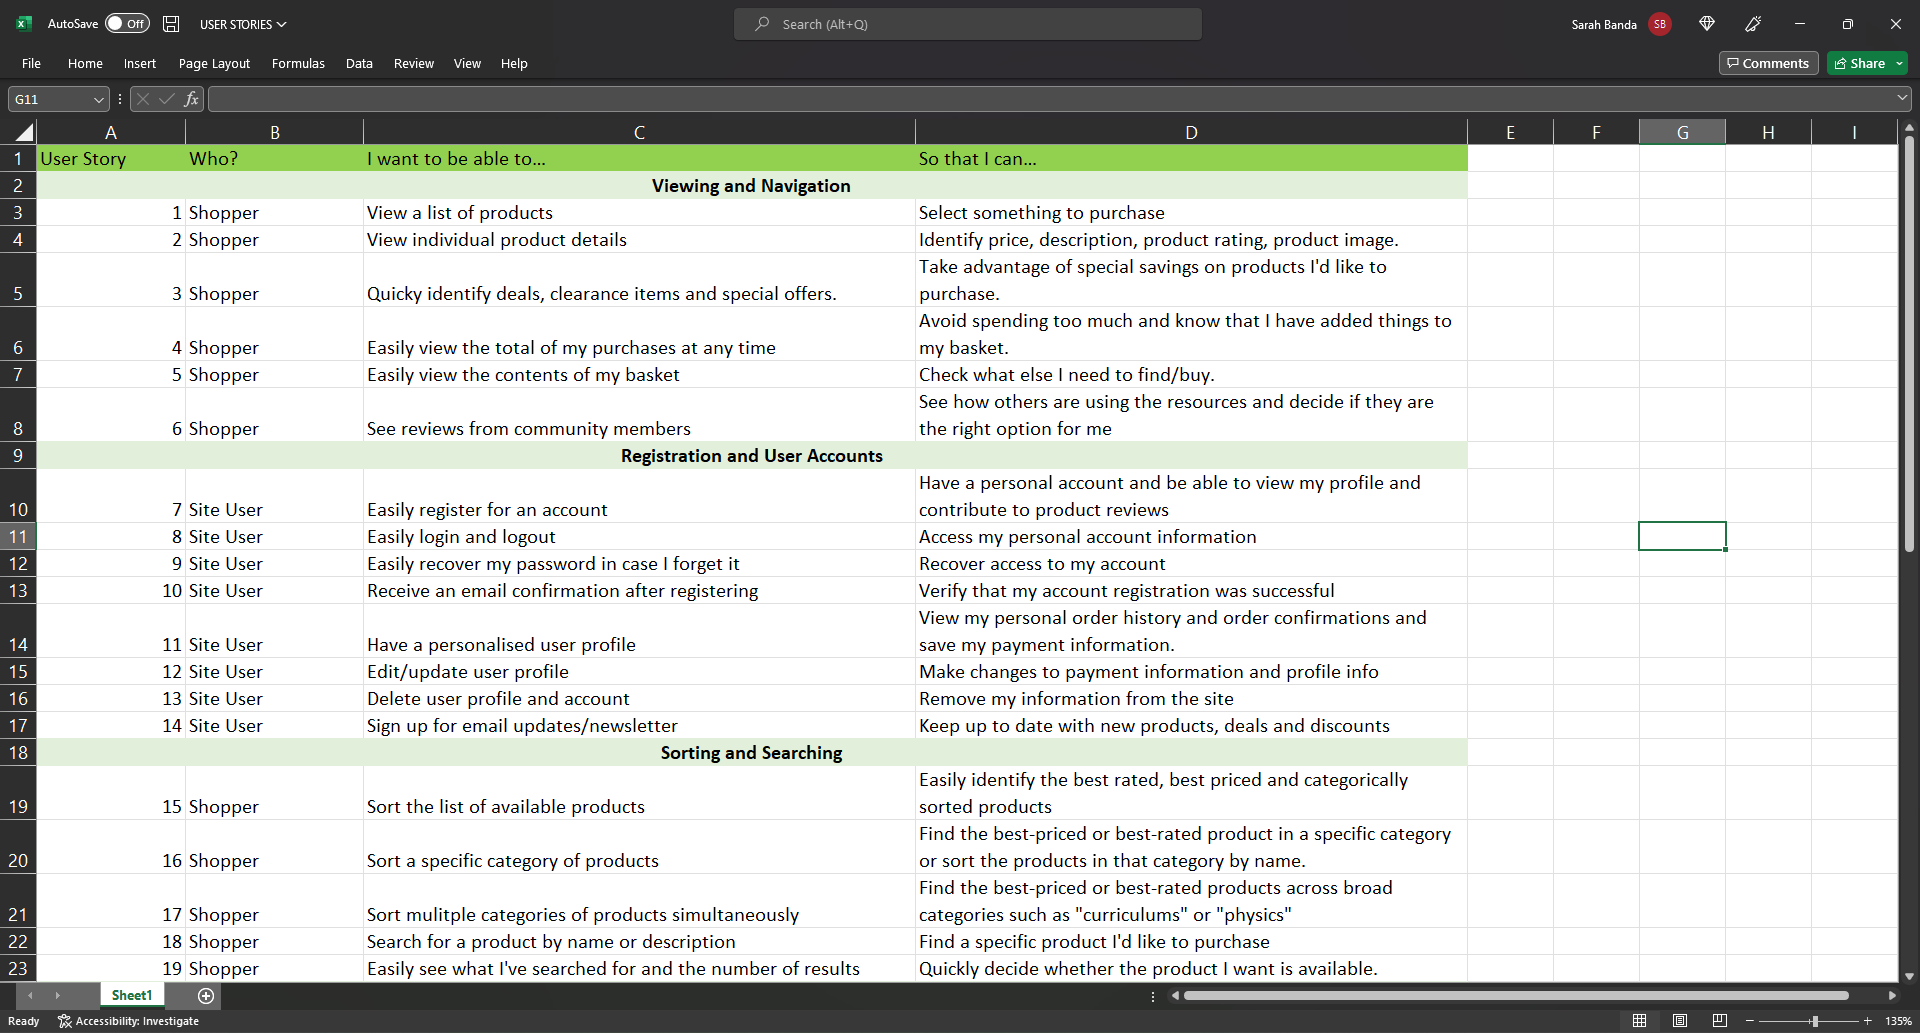 AutoSave Off USER STORIES Search (Alt+Q) Sarah Banda SB
File Home Insert Page Layout Formulas Data Review View Help Comments Share
G11 fx
A B C D E F G H I
1 User Story Who? I want to be able to... So that I can...
2 Viewing and Navigation
3 1 Shopper View a list of products Select something to purchase
4 2 Shopper View individual product details Identify price, description, product rating, product image.
Take advantage of special savings on products I'd like to
5 3 Shopper Quicky identify deals, clearance items and special offers. purchase.
Avoid spending too much and know that I have added things to
6 4 Shopper Easily view the total of my purchases at any time my basket.
7 5 Shopper Easily view the contents of my basket Check what else I need to find/buy.
See how others are using the resources and decide if they are
8 6 Shopper See reviews from community members the right option for me
9 Registration and User Accounts
Have a personal account and be able to view my profile and
10 7 Site User Easily register for an account contribute to product reviews
11 8 Site User Easily login and logout Access my personal account information
12 9 Site User Easily recover my password in case I forget it Recover access to my account
13 10 Site User Receive an email confirmation after registering Verify that my account registration was successful
View my personal order history and order confirmations and
14 11 Site User Have a personalised user profile save my payment information.
15 12 Site User Edit/update user profile Make changes to payment information and profile info
16 13 Site User Delete user profile and account Remove my information from the site
17 14 Site User Sign up for email updates/newsletter Keep up to date with new products, deals and discounts
18 Sorting and Searching
Easily identify the best rated, best priced and categorically
19 15 Shopper Sort the list of available products sorted products
Find the best-priced or best-rated product in a specific category
20 16 Shopper Sort a specific category of products or sort the products in that category by name.
Find the best-priced or best-rated products across broad
21 17 Shopper Sort mulitple categories of products simultaneously categories such as "curriculums" or "physics"
22 18 Shopper Search for a product by name or description Find a specific product I'd like to purchase
23 19 Shopper Easily see what I've searched for and the number of results Quickly decide whether the product I want is available.
Sheet1
Ready Accessibility: Investigate 135%